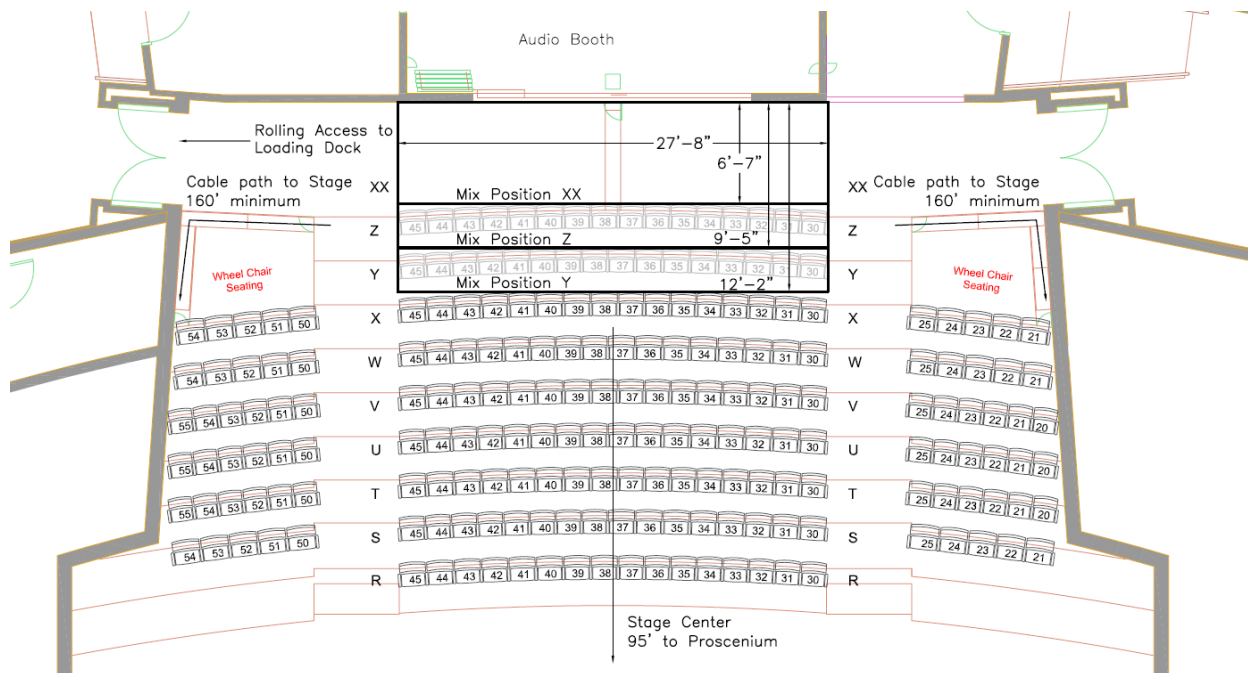 Audio Booth
Rolling Access to
Loading Dock
27'-8"
6'-7"
Cable path to Stage
160' minimum
XX
Mix Position XX
XX
Cable path to Stage
160' minimum
Z
45 44 43 42 41 40 39 38 37 36 35 34 33 32 31 30
Z
Mix Position Z
9'-5"
Wheel Chair
Seating
Y
45 44 43 42 41 40 39 38 37 36 35 34 33 32 31 30
Y
Wheel Chair
Seating
Mix Position Y
12'-2"
54 53 52 51 50
X
45 44 43 42 41 40 39 38 37 36 35 34 33 32 31 30
X
25 24 23 22 21
54 53 52 51 50
W
45 44 43 42 41 40 39 38 37 36 35 34 33 32 31 30
W
25 24 23 22 21
55 54 53 52 51 50
V
45 44 43 42 41 40 39 38 37 36 35 34 33 32 31 30
V
25 24 23 22 21 20
55 54 53 52 51 50
U
45 44 43 42 41 40 39 38 37 36 35 34 33 32 31 30
U
25 24 23 22 21 20
55 54 53 52 51 50
T
45 44 43 42 41 40 39 38 37 36 35 34 33 32 31 30
T
25 24 23 22 21 20
54 53 52 51 50
S
45 44 43 42 41 40 39 38 37 36 35 34 33 32 31 30
S
25 24 23 22 21
R
45 44 43 42 41 40 39 38 37 36 35 34 33 32 31 30
R
Stage Center
95' to Proscenium